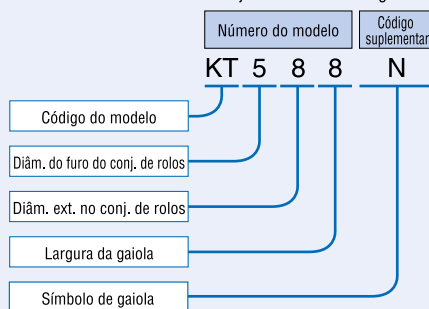 Número do modelo
Código
suplementar
KT 5 8 8 N
Código do modelo
Diâm. do furo do conj. de rolos
Diâm. ext. no conj. de rolos
Largura da gaiola
Símbolo de gaiola